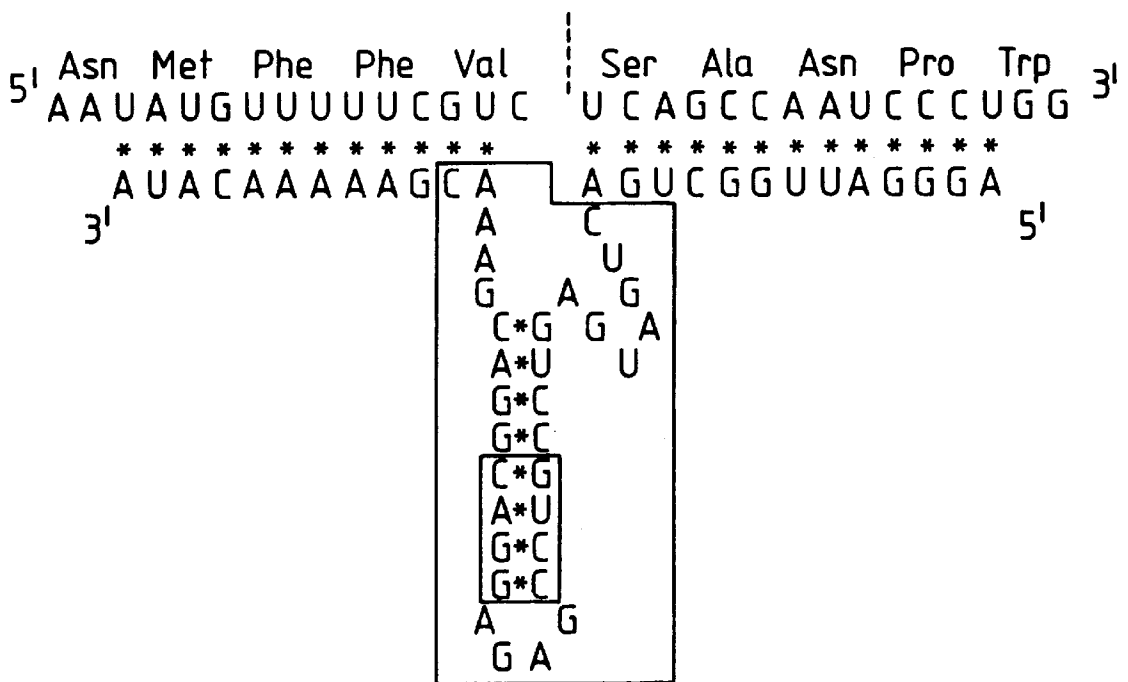 Asn Met Phe Phe Val Ser Ala Asn Pro Trp
5' A A U A U G U U U U U C G U C U C A G C C A A U C C C U G G 3'
* * * * * * * * * * * * * * * * * * * * * * *
3' A U A C A A A A A G C A A G U C G G U U A G G G A 5'
A C
A U
G A G
C*G G A
A*U U
G*C
G*C
C*G
A*U
G*C
G*C
A G
G A